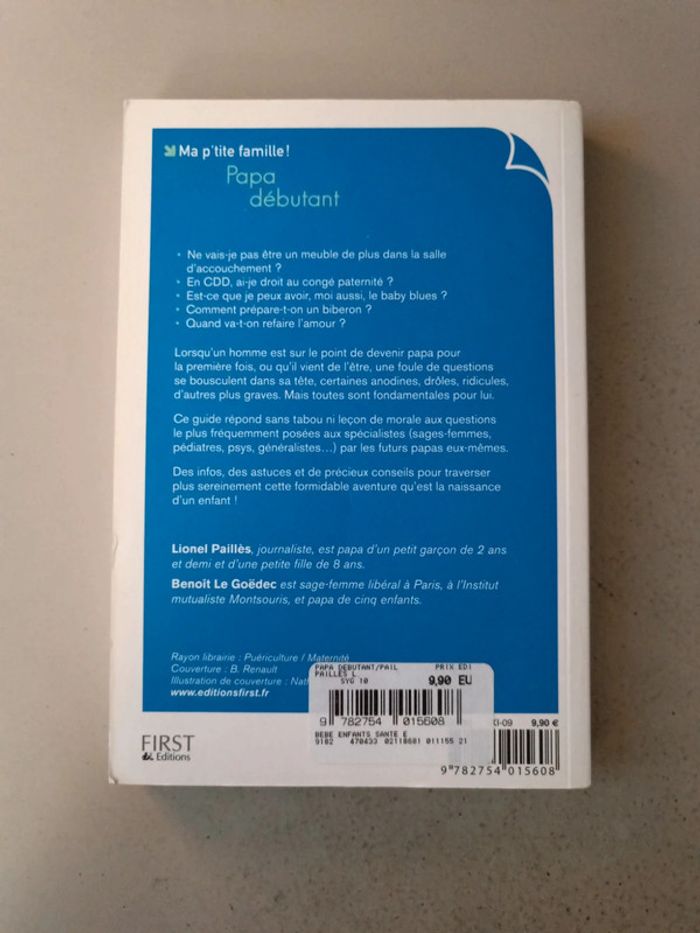 Ma p'tite famille !
Papa
débutant
• Ne vais-je pas être un meuble de plus dans la salle
d'accouchement ?
• En CDD, ai-je droit au congé paternité ?
• Est-ce que je peux avoir, moi aussi, le baby blues ?
• Comment prépare-t-on un biberon ?
• Quand va-t-on refaire l'amour ?
Lorsqu'un homme est sur le point de devenir papa pour
la première fois, ou qu'il vient de l'être, une foule de questions
se bousculent dans sa tête, certaines anodines, drôles, ridicules,
d'autres plus graves. Mais toutes sont fondamentales pour lui.
Ce guide répond sans tabou ni leçon de morale aux questions
le plus fréquemment posées aux spécialistes (sages-femmes,
pédiatres, psys, généralistes...) par les futurs papas eux-mêmes.
Des infos, des astuces et de précieux conseils pour traverser
plus sereinement cette formidable aventure qu'est la naissance
d'un enfant !
Lionel Paillès, journaliste, est papa d'un petit garçon de 2 ans
et demi et d'une petite fille de 8 ans.
Benoît Le Goëdec est sage-femme libéral à Paris, à l'Institut
mutualiste Montsouris, et papa de cinq enfants.
Rayon librairie : Puériculture / Maternité
Couverture : B. Renault
Illustration de couverture : Nat
www.editionsfirst.fr
PAPA DEBUTANT/PAIL PRIX EDI
PAILLES L
SYG 10 9,90 EU
9 782754 015608
BEBE ENFANTS SANTE E
9182 470433 02118601 011155 21
XI-09 9,90 €
9 782754 015608
FIRST
Editions